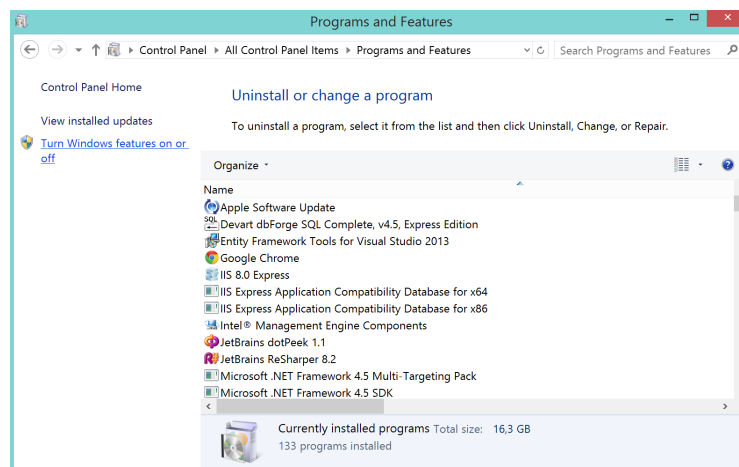 Programs and Features
Control Panel All Control Panel Items Programs and Features Search Programs and Features
Control Panel Home
View installed updates
Turn Windows features on or
off
Uninstall or change a program
To uninstall a program, select it from the list and then click Uninstall, Change, or Repair.
Organize
Name
Apple Software Update
SQL Devart dbForge SQL Complete, v4.5, Express Edition
Entity Framework Tools for Visual Studio 2013
Google Chrome
IIS 8.0 Express
IIS Express Application Compatibility Database for x64
IIS Express Application Compatibility Database for x86
Intel® Management Engine Components
JetBrains dotPeek 1.1
R# JetBrains ReSharper 8.2
Microsoft .NET Framework 4.5 Multi-Targeting Pack
Microsoft .NET Framework 4.5 SDK
Currently installed programs Total size: 16,3 GB
133 programs installed